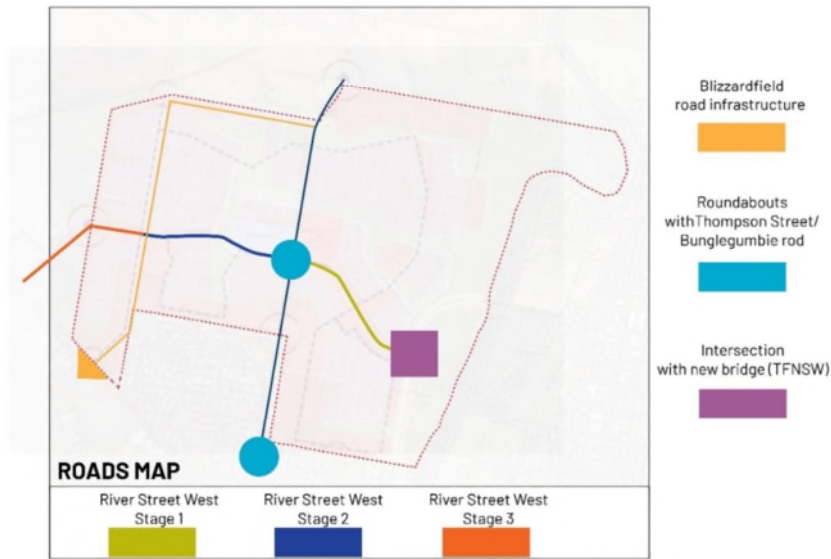 Blizzardfield
road infrastructure
Roundabouts
withThompson Street/
Bunglegumbie rod
Intersection
with new bridge (TFNSW)
ROADS MAP
River Street West
Stage 1
River Street West
Stage 2
River Street West
Stage 3